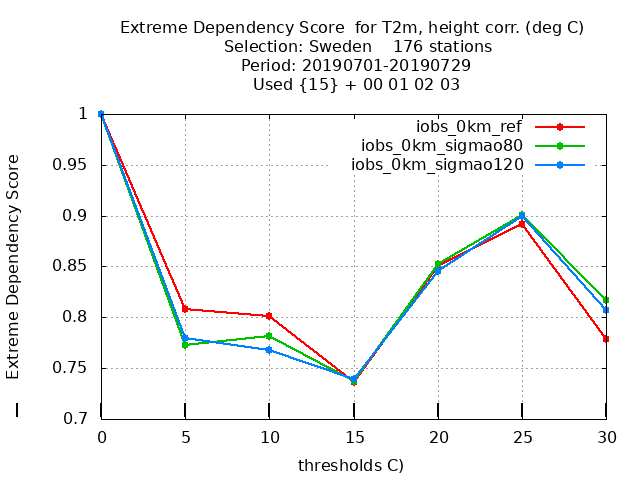 Extreme Dependency Score  for T2m, height corr. (deg C)
Selection: Sweden    176 stations
Period: 20190701-20190729
Used {15} + 00 01 02 03
iobs_0km_ref
iobs_0km_sigmao80
iobs_0km_sigmao120
1
0.95
0.9
0.85
0.8
0.75
0.7
Extreme Dependency Score
0 5 10 15 20 25 30
thresholds C)